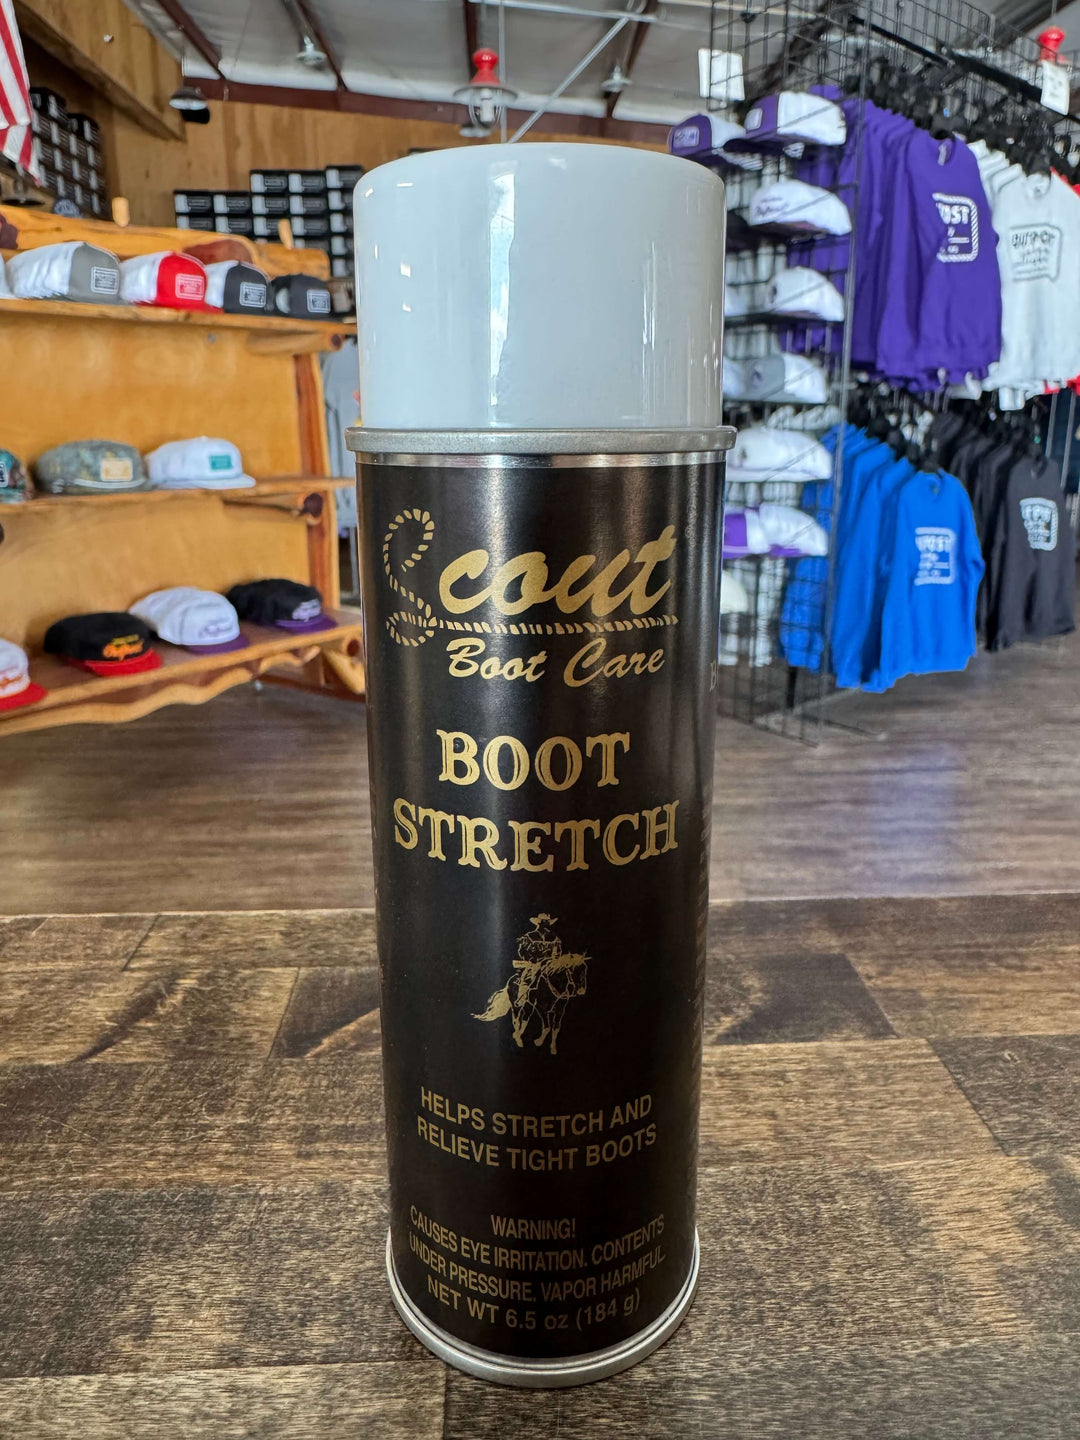 Scout
Boot Care
BOOT
STRETCH
HELPS STRETCH AND
RELIEVE TIGHT BOOTS
WARNING!
CAUSES EYE IRRITATION. CONTENTS
UNDER PRESSURE, VAPOR HARMFUL
NET WT 6.5 oz (184 g)